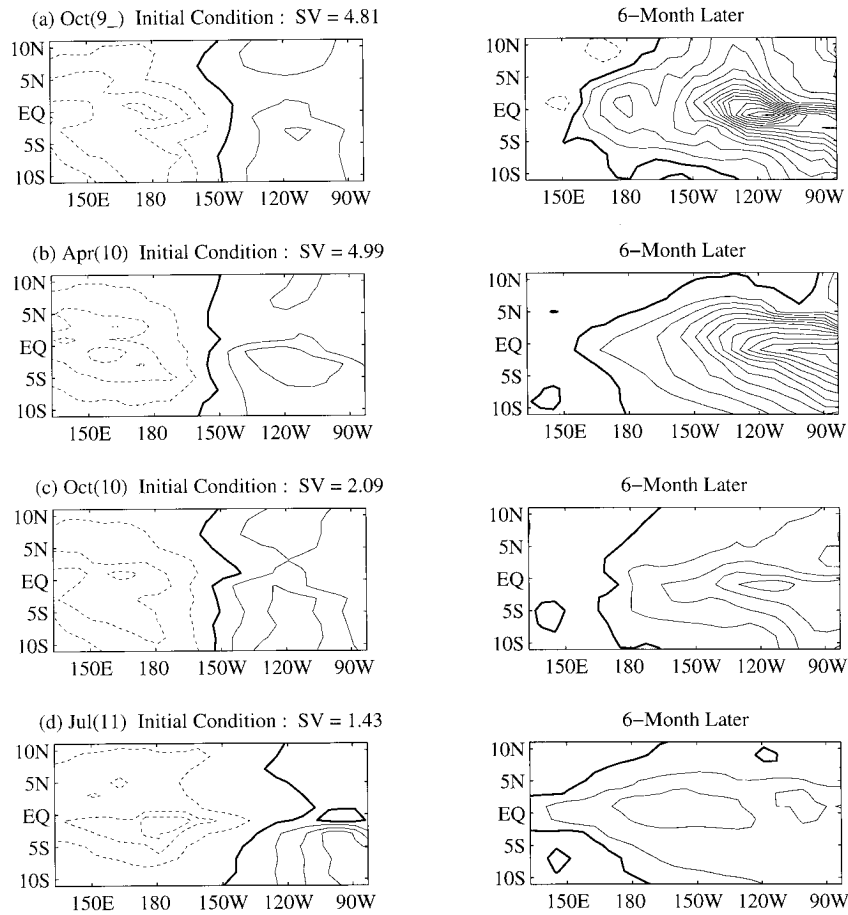 (a) Oct(9_) Initial Condition : SV = 4.81
6−Month Later
10N
5N
EQ
5S
10S
150E 180 150W 120W 90W
10N
5N
EQ
5S
10S
150E 180 150W 120W 90W
(b) Apr(10) Initial Condition : SV = 4.99
6−Month Later
10N
5N
EQ
5S
10S
150E 180 150W 120W 90W
10N
5N
EQ
5S
10S
150E 180 150W 120W 90W
(c) Oct(10) Initial Condition : SV = 2.09
6−Month Later
10N
5N
EQ
5S
10S
150E 180 150W 120W 90W
10N
5N
EQ
5S
10S
150E 180 150W 120W 90W
(d) Jul(11) Initial Condition : SV = 1.43
6−Month Later
10N
5N
EQ
5S
10S
150E 180 150W 120W 90W
10N
5N
EQ
5S
10S
150E 180 150W 120W 90W